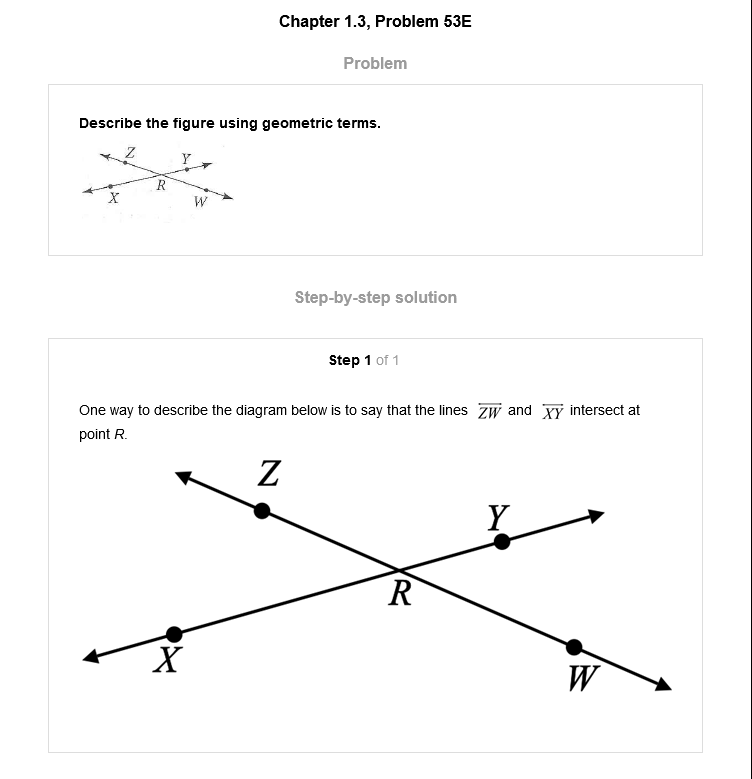 Chapter 1.3, Problem 53E
Problem
Describe the figure using geometric terms.
Z
Y
R
X
W
Step-by-step solution
Step 1 of 1
One way to describe the diagram below is to say that the lines ZW and XY intersect at
point R.
Z
Y
R
X
W